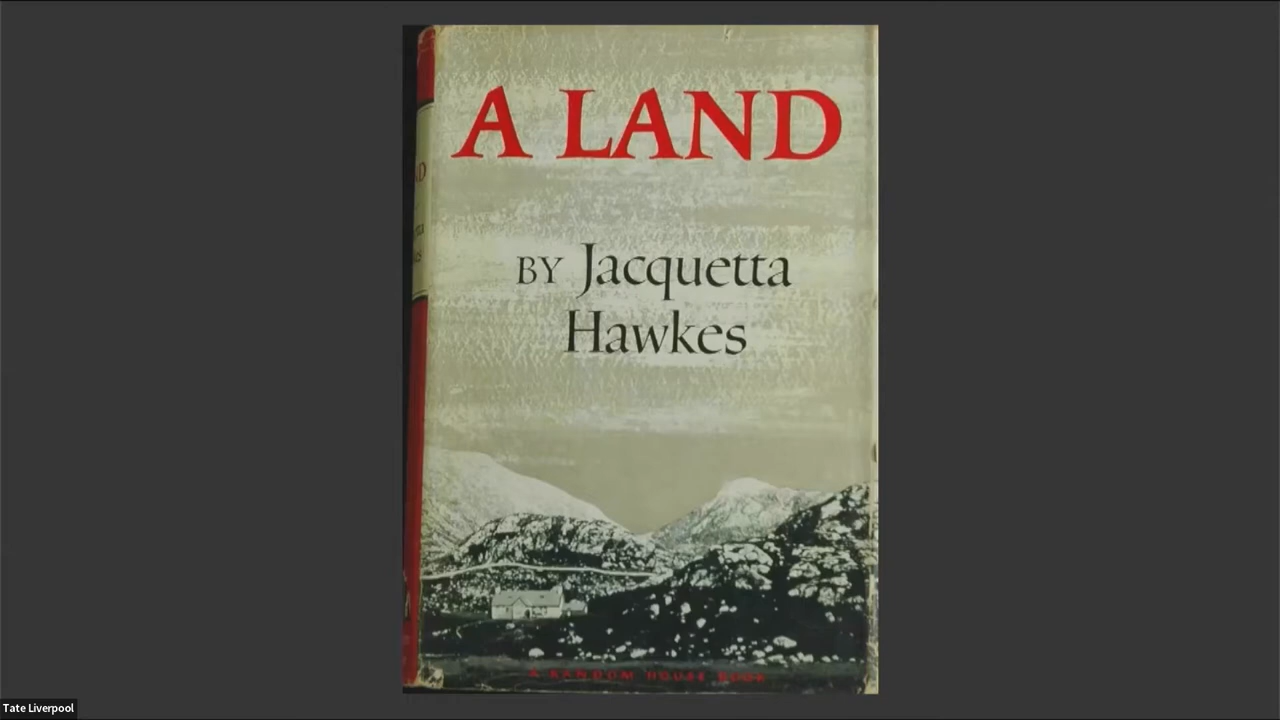 A LAND
BY Jacquetta
Hawkes
A RANDOM HOUSE BOOK
Tate Liverpool